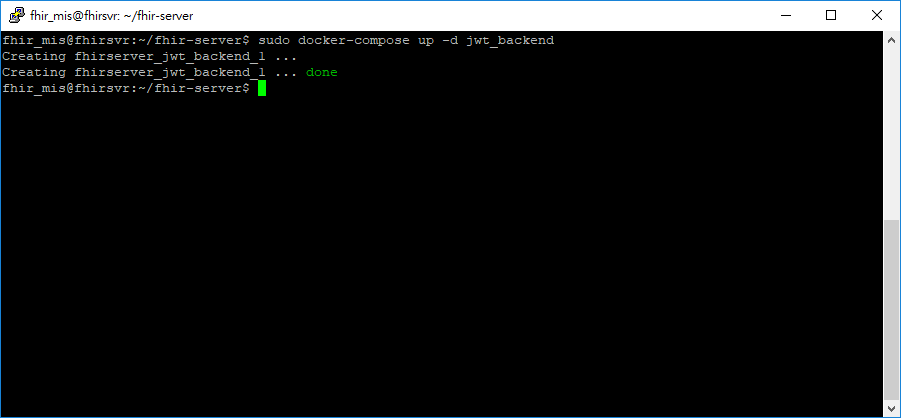 fhir_mis@fhirsvr: ~/fhir-server
fhir_mis@fhirsvr:~/fhir-server$ sudo docker-compose up -d jwt_backend
Creating fhirserver_jwt_backend_1 ...
Creating fhirserver_jwt_backend_1 ... done
fhir_mis@fhirsvr:~/fhir-server$